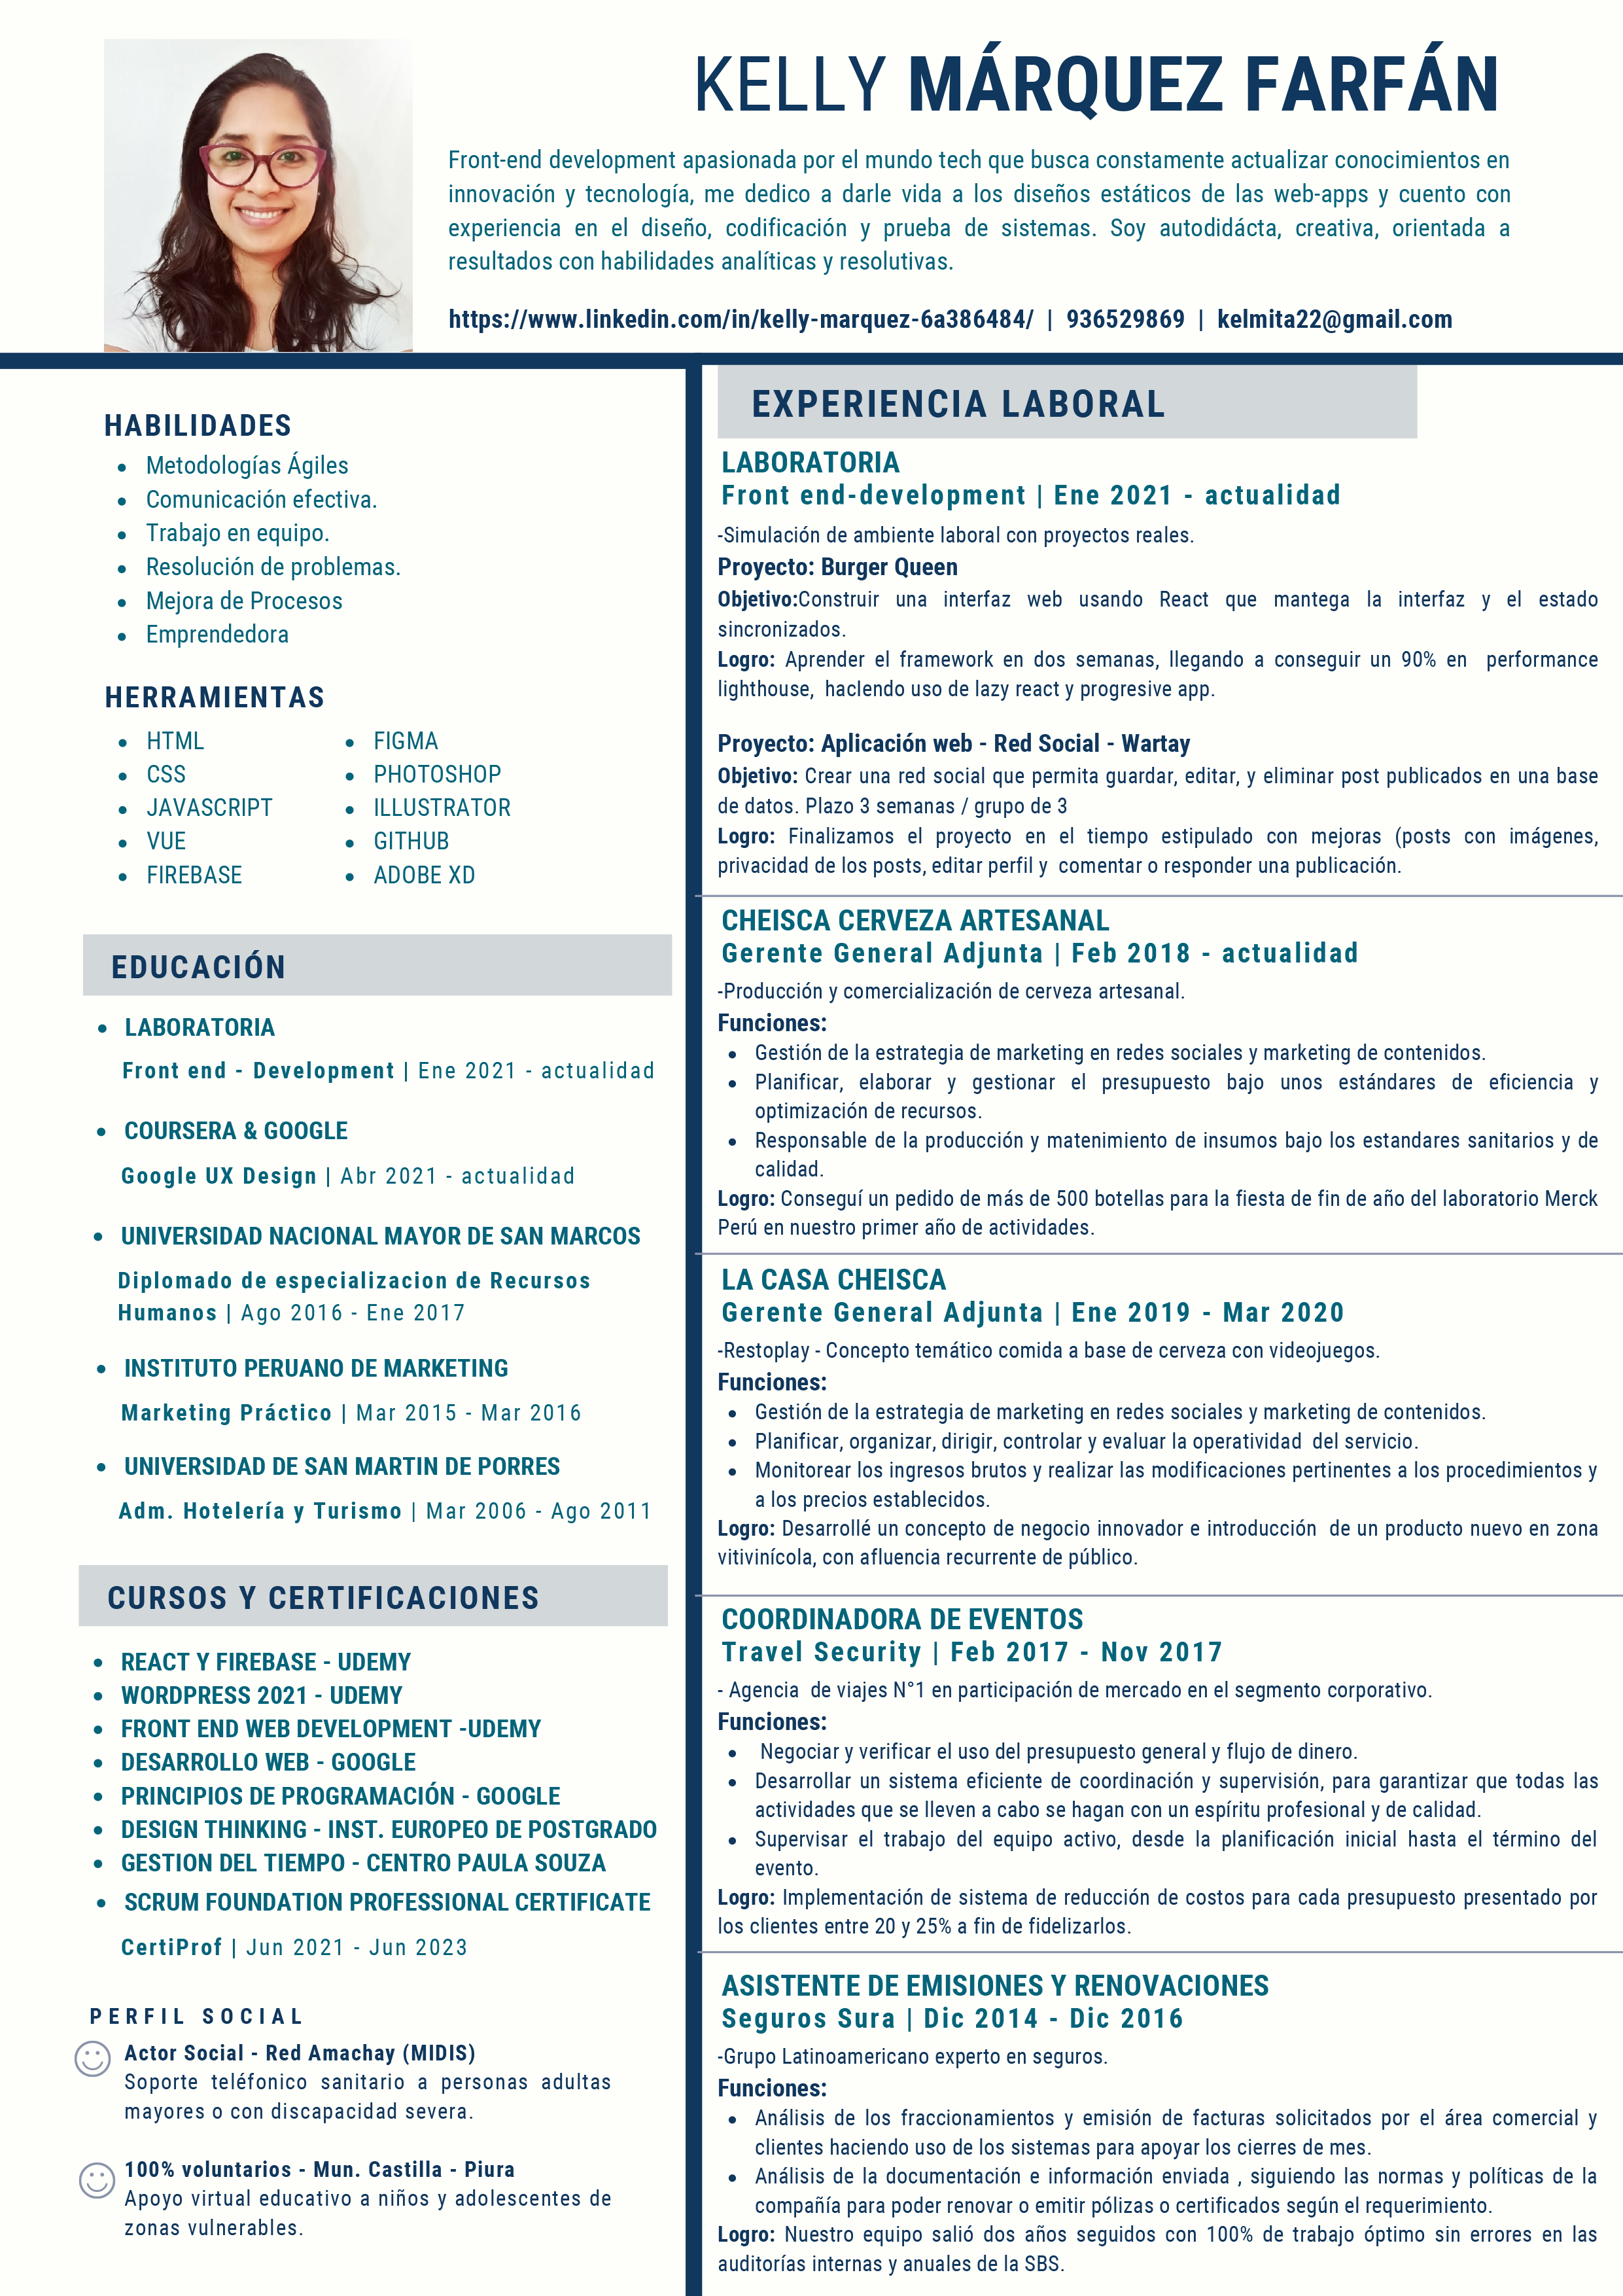 KELLY MÁRQUEZ FARFÁN
Front-end development apasionada por el mundo tech que busca constamente actualizar conocimientos en
innovación y tecnología, me dedico a darle vida a los diseños estáticos de las web-apps y cuento con
experiencia en el diseño, codificación y prueba de sistemas. Soy autodidácta, creativa, orientada a
resultados con habilidades analíticas y resolutivas.
https://www.linkedin.com/in/kelly-marquez-6a386484/ | 936529869 | kelmita22@gmail.com
HABILIDADES
• Metodologías Ágiles
• Comunicación efectiva.
• Trabajo en equipo.
• Resolución de problemas.
• Mejora de Procesos
• Emprendedora
HERRAMIENTAS
• HTML
• CSS
• JAVASCRIPT
• VUE
• FIREBASE
• FIGMA
• PHOTOSHOP
• ILLUSTRATOR
• GITHUB
• ADOBE XD
EDUCACIÓN
• LABORATORIA
Front end - Development | Ene 2021 - actualidad
• COURSERA & GOOGLE
Google UX Design | Abr 2021 - actualidad
• UNIVERSIDAD NACIONAL MAYOR DE SAN MARCOS
Diplomado de especializacion de Recursos
Humanos | Ago 2016 - Ene 2017
• INSTITUTO PERUANO DE MARKETING
Marketing Práctico | Mar 2015 - Mar 2016
• UNIVERSIDAD DE SAN MARTIN DE PORRES
Adm. Hotelería y Turismo | Mar 2006 - Ago 2011
CURSOS Y CERTIFICACIONES
• REACT Y FIREBASE - UDEMY
• WORDPRESS 2021 - UDEMY
• FRONT END WEB DEVELOPMENT -UDEMY
• DESARROLLO WEB - GOOGLE
• PRINCIPIOS DE PROGRAMACIÓN - GOOGLE
• DESIGN THINKING - INST. EUROPEO DE POSTGRADO
• GESTION DEL TIEMPO - CENTRO PAULA SOUZA
• SCRUM FOUNDATION PROFESSIONAL CERTIFICATE
CertiProf | Jun 2021 - Jun 2023
PERFIL SOCIAL
Actor Social - Red Amachay (MIDIS)
Soporte teléfonico sanitario a personas adultas
mayores o con discapacidad severa.
100% voluntarios - Mun. Castilla - Piura
Apoyo virtual educativo a niños y adolescentes de
zonas vulnerables.
EXPERIENCIA LABORAL
LABORATORIA
Front end-development | Ene 2021 - actualidad
-Simulación de ambiente laboral con proyectos reales.
Proyecto: Burger Queen
Objetivo:Construir una interfaz web usando React que mantega la interfaz y el estado
sincronizados.
Logro: Aprender el framework en dos semanas, llegando a conseguir un 90% en performance
lighthouse, hacIendo uso de lazy react y progresive app.
Proyecto: Aplicación web - Red Social - Wartay
Objetivo: Crear una red social que permita guardar, editar, y eliminar post publicados en una base
de datos. Plazo 3 semanas / grupo de 3
Logro: Finalizamos el proyecto en el tiempo estipulado con mejoras (posts con imágenes,
privacidad de los posts, editar perfil y comentar o responder una publicación.
CHEISCA CERVEZA ARTESANAL
Gerente General Adjunta | Feb 2018 - actualidad
-Producción y comercialización de cerveza artesanal.
Funciones:
• Gestión de la estrategia de marketing en redes sociales y marketing de contenidos.
• Planificar, elaborar y gestionar el presupuesto bajo unos estándares de eficiencia y
optimización de recursos.
• Responsable de la producción y matenimiento de insumos bajo los estandares sanitarios y de
calidad.
Logro: Conseguí un pedido de más de 500 botellas para la fiesta de fin de año del laboratorio Merck
Perú en nuestro primer año de actividades.
LA CASA CHEISCA
Gerente General Adjunta | Ene 2019 - Mar 2020
-Restoplay - Concepto temático comida a base de cerveza con videojuegos.
Funciones:
• Gestión de la estrategia de marketing en redes sociales y marketing de contenidos.
• Planificar, organizar, dirigir, controlar y evaluar la operatividad del servicio.
• Monitorear los ingresos brutos y realizar las modificaciones pertinentes a los procedimientos y
a los precios establecidos.
Logro: Desarrollé un concepto de negocio innovador e introducción de un producto nuevo en zona
vitivinícola, con afluencia recurrente de público.
COORDINADORA DE EVENTOS
Travel Security | Feb 2017 - Nov 2017
- Agencia de viajes N°1 en participación de mercado en el segmento corporativo.
Funciones:
• Negociar y verificar el uso del presupuesto general y flujo de dinero.
• Desarrollar un sistema eficiente de coordinación y supervisión, para garantizar que todas las
actividades que se lleven a cabo se hagan con un espíritu profesional y de calidad.
• Supervisar el trabajo del equipo activo, desde la planificación inicial hasta el término del
evento.
Logro: Implementación de sistema de reducción de costos para cada presupuesto presentado por
los clientes entre 20 y 25% a fin de fidelizarlos.
ASISTENTE DE EMISIONES Y RENOVACIONES
Seguros Sura | Dic 2014 - Dic 2016
-Grupo Latinoamericano experto en seguros.
Funciones:
• Análisis de los fraccionamientos y emisión de facturas solicitados por el área comercial y
clientes haciendo uso de los sistemas para apoyar los cierres de mes.
• Análisis de la documentación e información enviada , siguiendo las normas y políticas de la
compañía para poder renovar o emitir pólizas o certificados según el requerimiento.
Logro: Nuestro equipo salió dos años seguidos con 100% de trabajo óptimo sin errores en las
auditorías internas y anuales de la SBS.